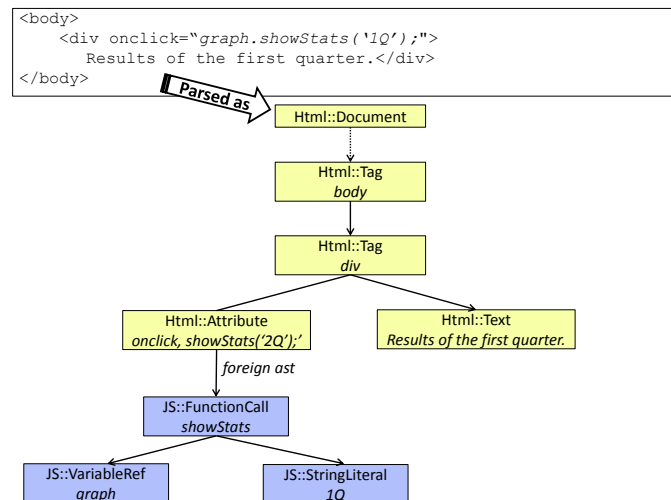 <body>
<div onclick=“graph.showStats(‘1Q’);">
Results of the first quarter.</div>
</body>
Parsed as
Html::Document
Html::Tag
body
Html::Tag
div
Html::Attribute
onclick, showStats(‘2Q’);’
Html::Text
Results of the first quarter.
foreign ast
JS::FunctionCall
showStats
JS::VariableRef
graph
JS::StringLiteral
1Q